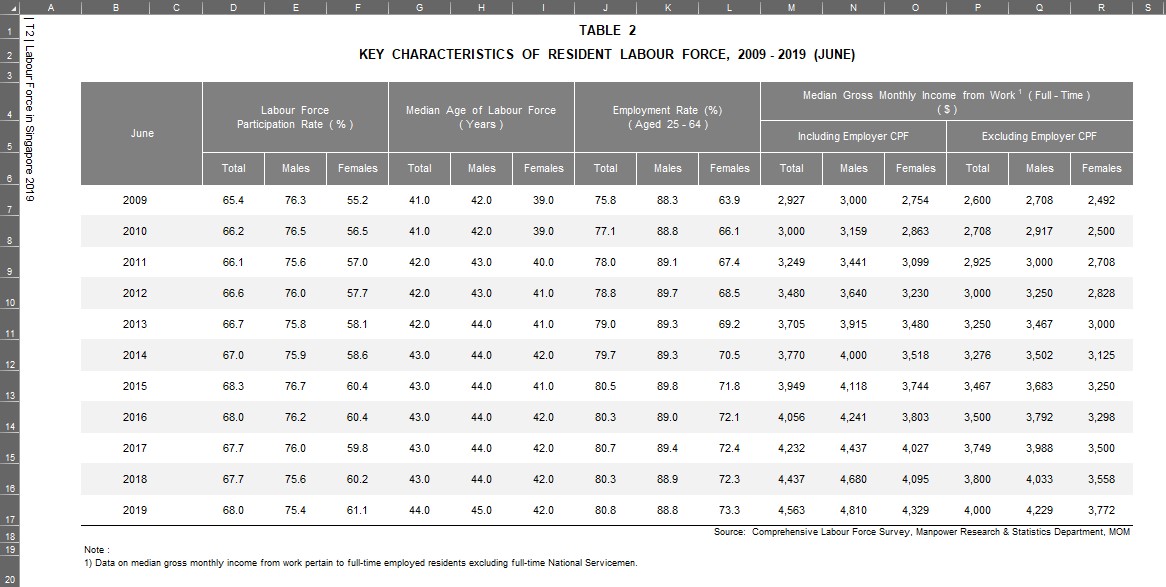 A B C D E F G H I J K L M N O P Q R S
1 TABLE 2
2 KEY CHARACTERISTICS OF RESIDENT LABOUR FORCE, 2009 - 2019 (JUNE)
3
| T2 | Labour Force in Singapore 2019
4 June Labour Force Participation Rate ( % ) Median Age of Labour Force ( Years ) Employment Rate (%) ( Aged 25 - 64 ) Median Gross Monthly Income from Work 1 ( Full - Time ) ( $ )
5 Including Employer CPF Excluding Employer CPF
6 Total Males Females Total Males Females Total Males Females Total Males Females Total Males Females
7 2009 65.4 76.3 55.2 41.0 42.0 39.0 75.8 88.3 63.9 2,927 3,000 2,754 2,600 2,708 2,492
8 2010 66.2 76.5 56.5 41.0 42.0 39.0 77.1 88.8 66.1 3,000 3,159 2,863 2,708 2,917 2,500
9 2011 66.1 75.6 57.0 42.0 43.0 40.0 78.0 89.1 67.4 3,249 3,441 3,099 2,925 3,000 2,708
10 2012 66.6 76.0 57.7 42.0 43.0 41.0 78.8 89.7 68.5 3,480 3,640 3,230 3,000 3,250 2,828
11 2013 66.7 75.8 58.1 42.0 44.0 41.0 79.0 89.3 69.2 3,705 3,915 3,480 3,250 3,467 3,000
12 2014 67.0 75.9 58.6 43.0 44.0 42.0 79.7 89.3 70.5 3,770 4,000 3,518 3,276 3,502 3,125
13 2015 68.3 76.7 60.4 43.0 44.0 41.0 80.5 89.8 71.8 3,949 4,118 3,744 3,467 3,683 3,250
14 2016 68.0 76.2 60.4 43.0 44.0 42.0 80.3 89.0 72.1 4,056 4,241 3,803 3,500 3,792 3,298
15 2017 67.7 76.0 59.8 43.0 44.0 42.0 80.7 89.4 72.4 4,232 4,437 4,027 3,749 3,988 3,500
16 2018 67.7 75.6 60.2 43.0 44.0 42.0 80.3 88.9 72.3 4,437 4,680 4,095 3,800 4,033 3,558
17 2019 68.0 75.4 61.1 44.0 45.0 42.0 80.8 88.8 73.3 4,563 4,810 4,329 4,000 4,229 3,772
18 Source: Comprehensive Labour Force Survey, Manpower Research & Statistics Department, MOM
19 Note :
20 1) Data on median gross monthly income from work pertain to full-time employed residents excluding full-time National Servicemen.